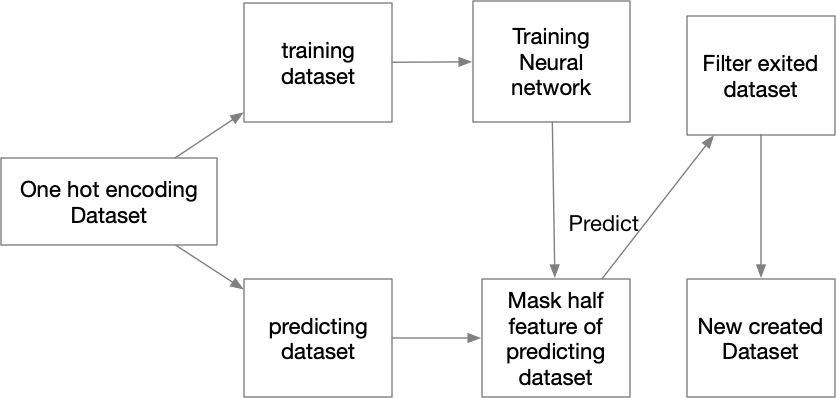 training
dataset
Training
Neural
network
Filter exited
dataset
One hot encoding
Dataset
Predict
predicting
dataset
Mask half
feature of
predicting
dataset
New created
Dataset